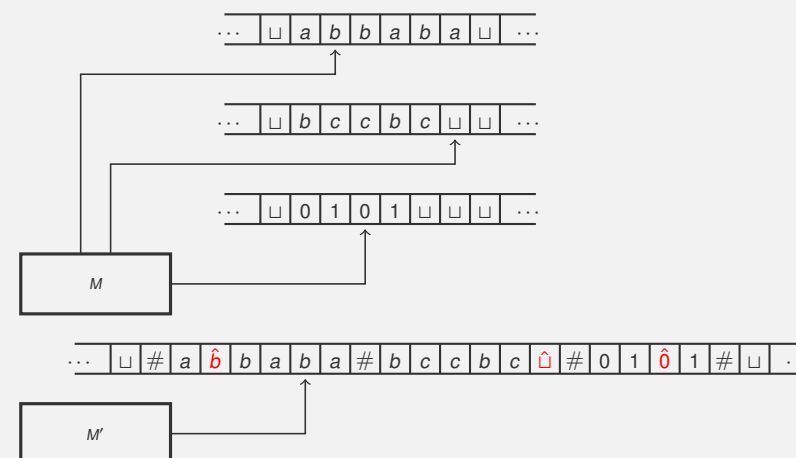 ⋯ ⊔ a b b a b a ⊔ ⋯
⋯ ⊔ b c c b c ⊔ ⊔ ⋯
⋯ ⊔ 0 1 0 1 ⊔ ⊔ ⊔ ⋯
M
⋯ ⊔ # a b̂ b a b a # b c c b c ⊔̂ # 0 1 0̂ 1 # ⊔ ·
M′